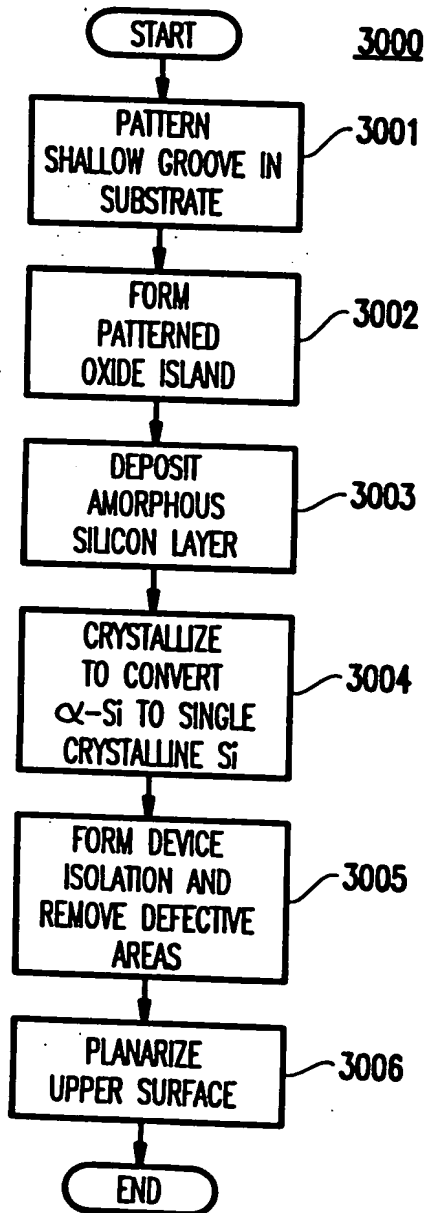 START
3000
PATTERN
SHALLOW GROOVE IN
SUBSTRATE
3001
FORM
PATTERNED
OXIDE ISLAND
3002
DEPOSIT
AMORPHOUS
SILICON LAYER
3003
CRYSTALLIZE
TO CONVERT
α-Si TO SINGLE
CRYSTALLINE Si
3004
FORM DEVICE
ISOLATION AND
REMOVE DEFECTIVE
AREAS
3005
PLANARIZE
UPPER SURFACE
3006
END